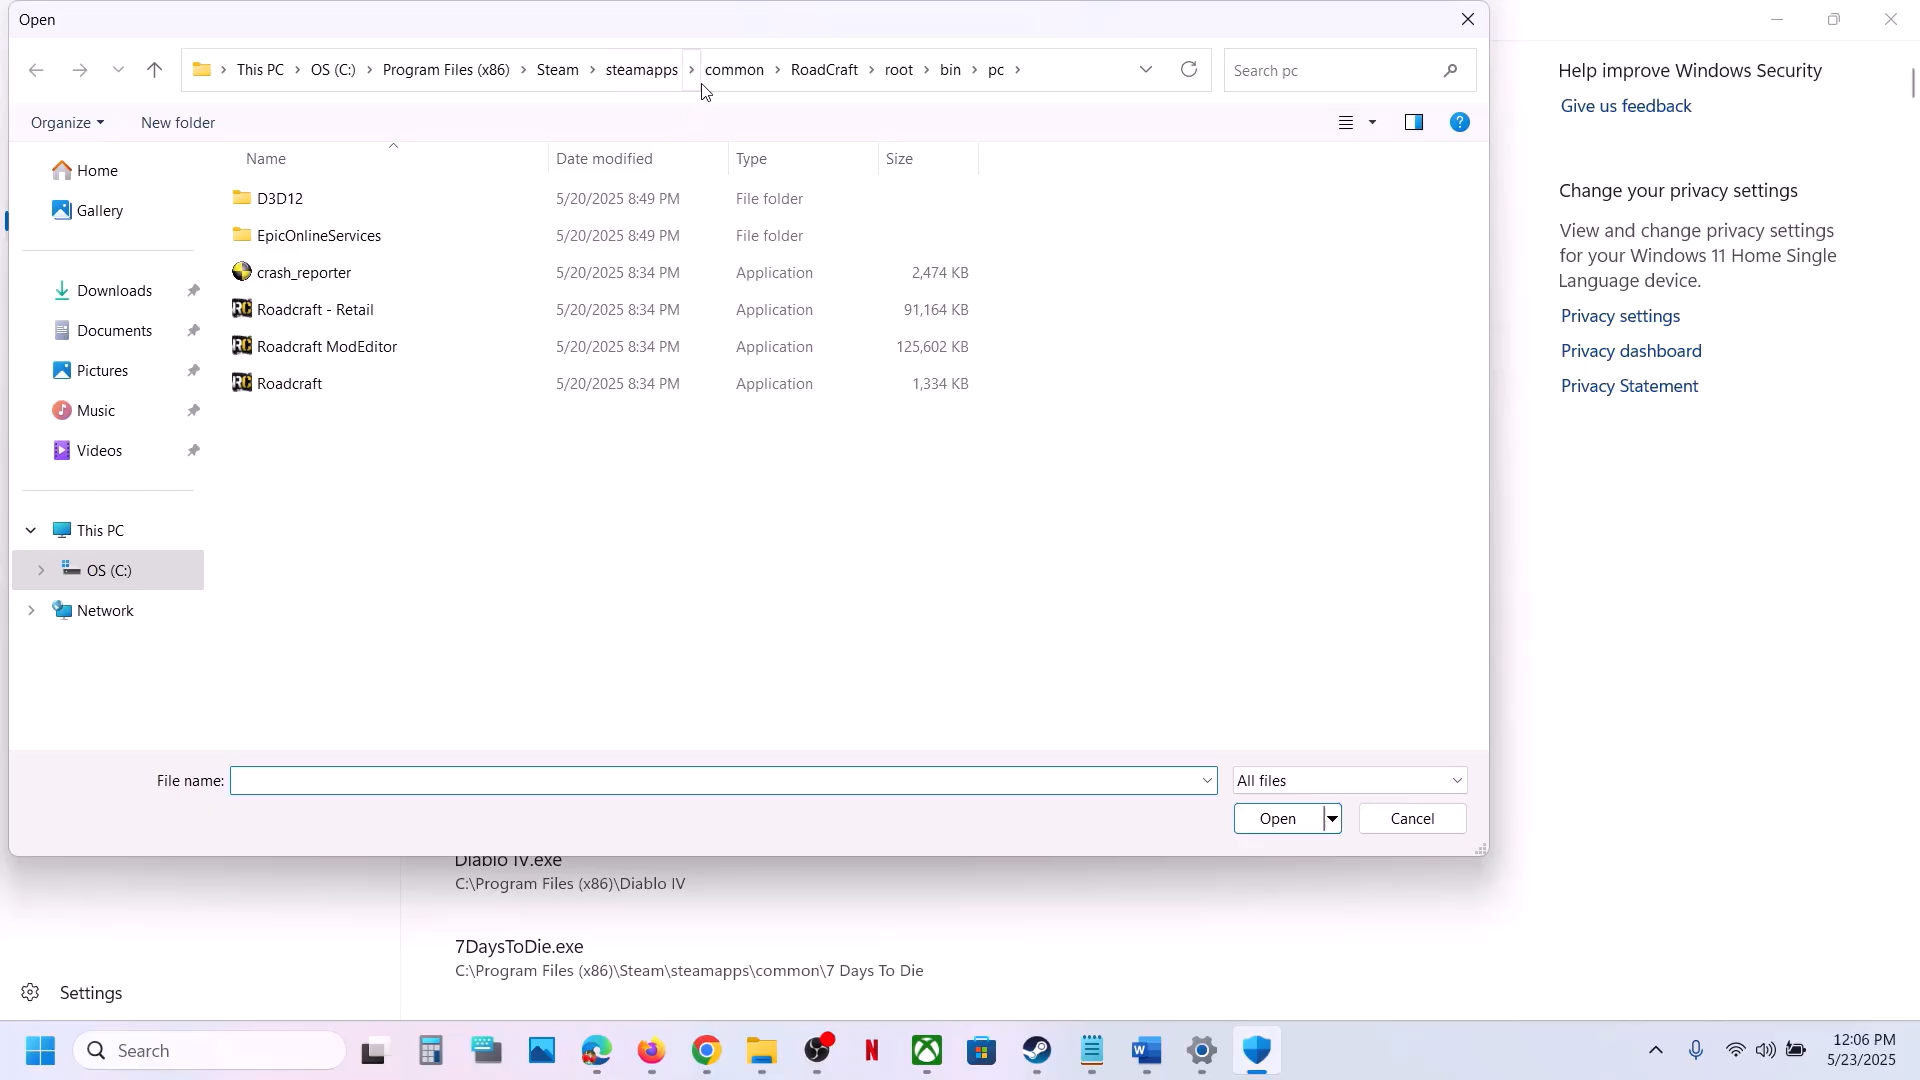 Open
This PC > OS (C:) > Program Files (x86) > Steam > steamapps > common > RoadCraft > root > bin > pc >
Search pc
Organize
New folder
Name
Date modified
Type
Size
Home
Gallery
Downloads
Documents
Pictures
Music
Videos
This PC
OS (C:)
Network
D3D12 5/20/2025 8:49 PM File folder
EpicOnlineServices 5/20/2025 8:49 PM File folder
crash_reporter 5/20/2025 8:34 PM Application 2,474 KB
Roadcraft - Retail 5/20/2025 8:34 PM Application 91,164 KB
Roadcraft ModEditor 5/20/2025 8:34 PM Application 125,602 KB
Roadcraft 5/20/2025 8:34 PM Application 1,334 KB
File name:
All files
Open
Cancel
Help improve Windows Security
Give us feedback
Change your privacy settings
View and change privacy settings
for your Windows 11 Home Single
Language device.
Privacy settings
Privacy dashboard
Privacy Statement
Diablo IV.exe
C:\Program Files (x86)\Diablo IV
7DaysToDie.exe
C:\Program Files (x86)\Steam\steamapps\common\7 Days To Die
Settings
Search
12:06 PM
5/23/2025